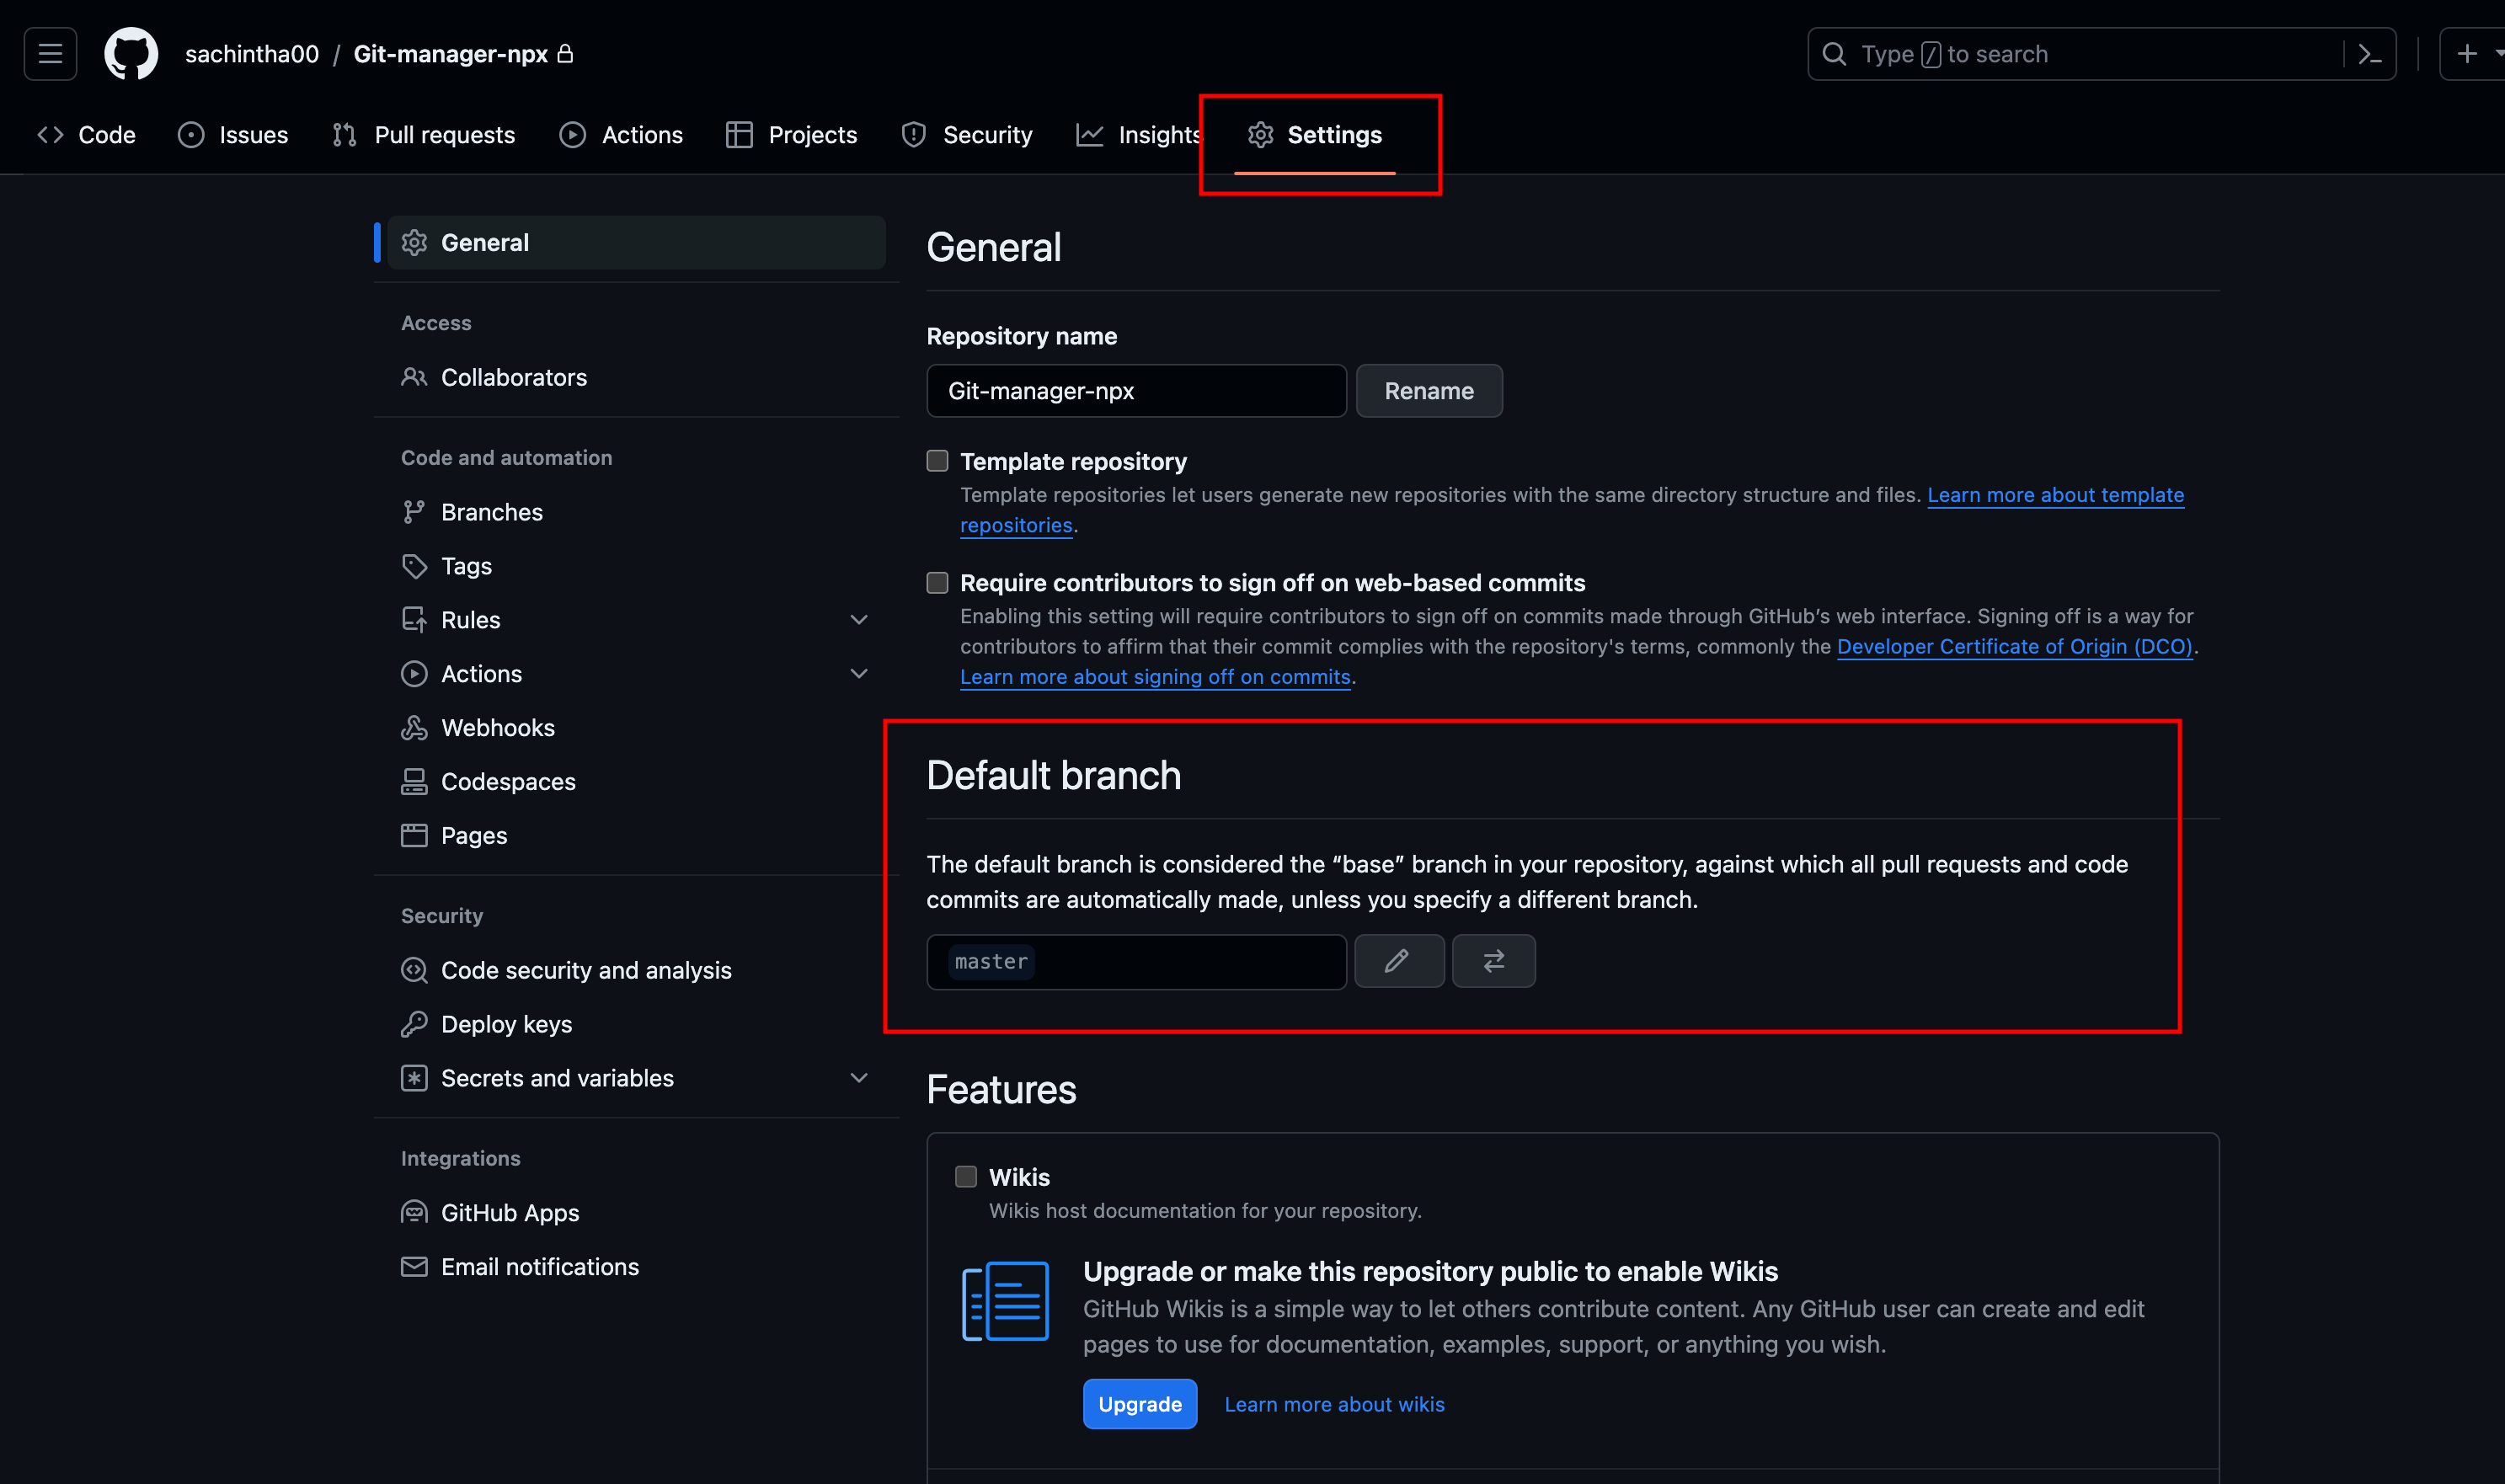 sachintha00 / Git-manager-npx
Type / to search
Code
Issues
Pull requests
Actions
Projects
Security
Insights
Settings
General
Access
Collaborators
Code and automation
Branches
Tags
Rules
Actions
Webhooks
Codespaces
Pages
Security
Code security and analysis
Deploy keys
Secrets and variables
Integrations
GitHub Apps
Email notifications
General
Repository name
Git-manager-npx
Rename
Template repository
Template repositories let users generate new repositories with the same directory structure and files. Learn more about template
repositories.
Require contributors to sign off on web-based commits
Enabling this setting will require contributors to sign off on commits made through GitHub’s web interface. Signing off is a way for
contributors to affirm that their commit complies with the repository's terms, commonly the Developer Certificate of Origin (DCO).
Learn more about signing off on commits.
Default branch
The default branch is considered the “base” branch in your repository, against which all pull requests and code
commits are automatically made, unless you specify a different branch.
master
Features
Wikis
Wikis host documentation for your repository.
Upgrade or make this repository public to enable Wikis
GitHub Wikis is a simple way to let others contribute content. Any GitHub user can create and edit
pages to use for documentation, examples, support, or anything you wish.
Upgrade
Learn more about wikis